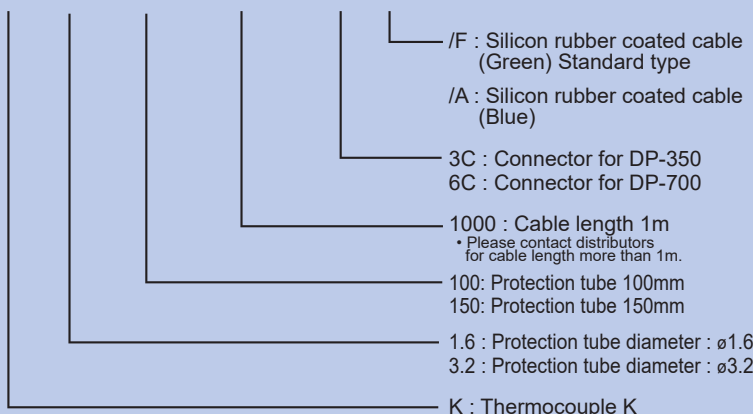 /F : Silicon rubber coated cable
(Green) Standard type
/A : Silicon rubber coated cable
(Blue)
3C : Connector for DP-350
6C : Connector for DP-700
1000 : Cable length 1m
• Please contact distributors
for cable length more than 1m.
100: Protection tube 100mm
150: Protection tube 150mm
1.6 : Protection tube diameter : ø1.6
3.2 : Protection tube diameter : ø3.2
K : Thermocouple K